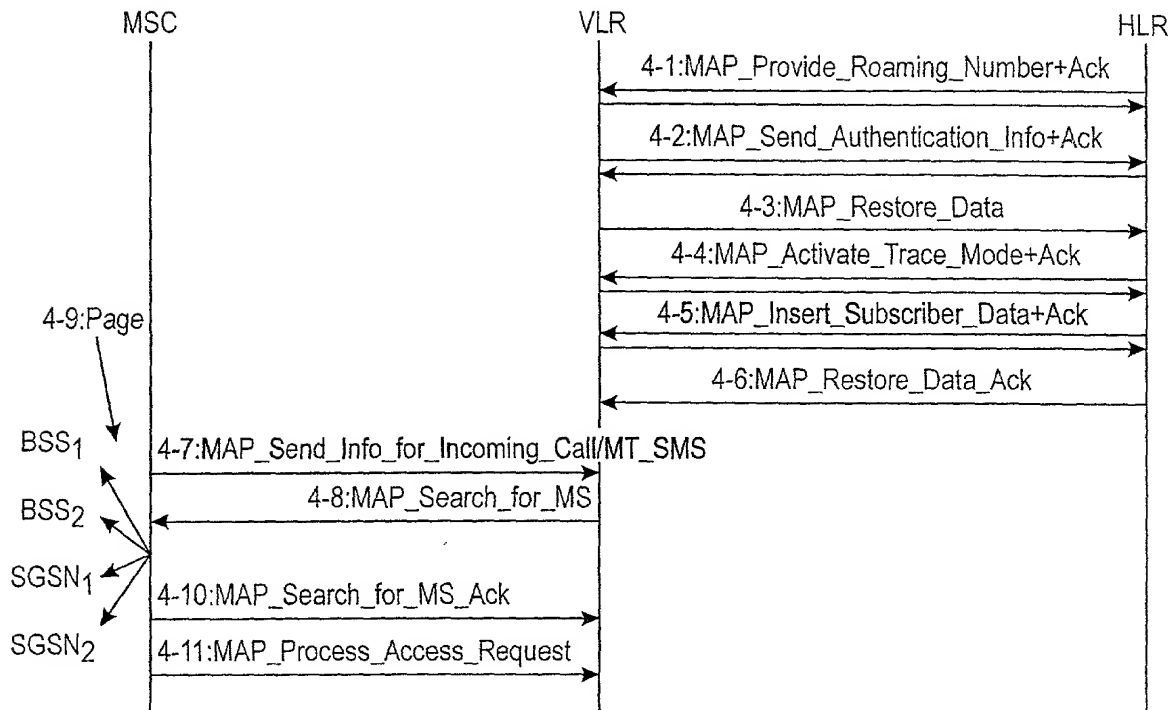 MSC VLR HLR
4-1:MAP_Provide_Roaming_Number+Ack
4-2:MAP_Send_Authentication_Info+Ack
4-3:MAP_Restore_Data
4-4:MAP_Activate_Trace_Mode+Ack
4-9:Page
4-5:MAP_Insert_Subscriber_Data+Ack
4-6:MAP_Restore_Data_Ack
BSS1
4-7:MAP_Send_Info_for_Incoming_Call/MT_SMS
4-8:MAP_Search_for_MS
BSS2
SGSN1
4-10:MAP_Search_for_MS_Ack
SGSN2
4-11:MAP_Process_Access_Request